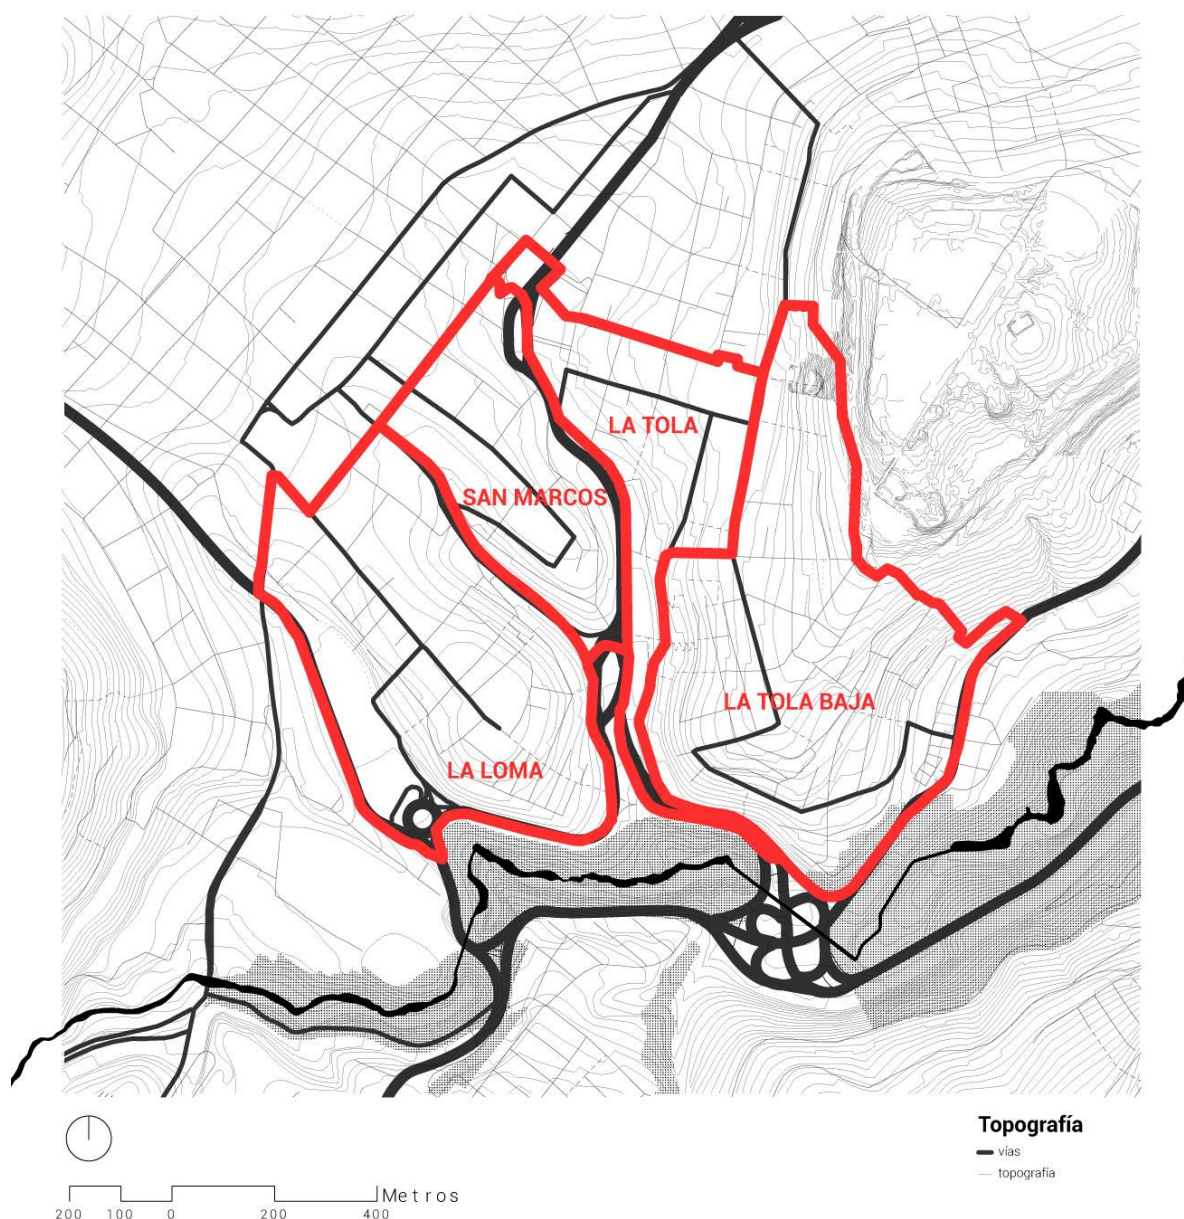 LA TOLA
SAN MARCOS
LA TOLA BAJA
LA LOMA
Topografía
vías
topografía
Metros
200 100 0 200 400